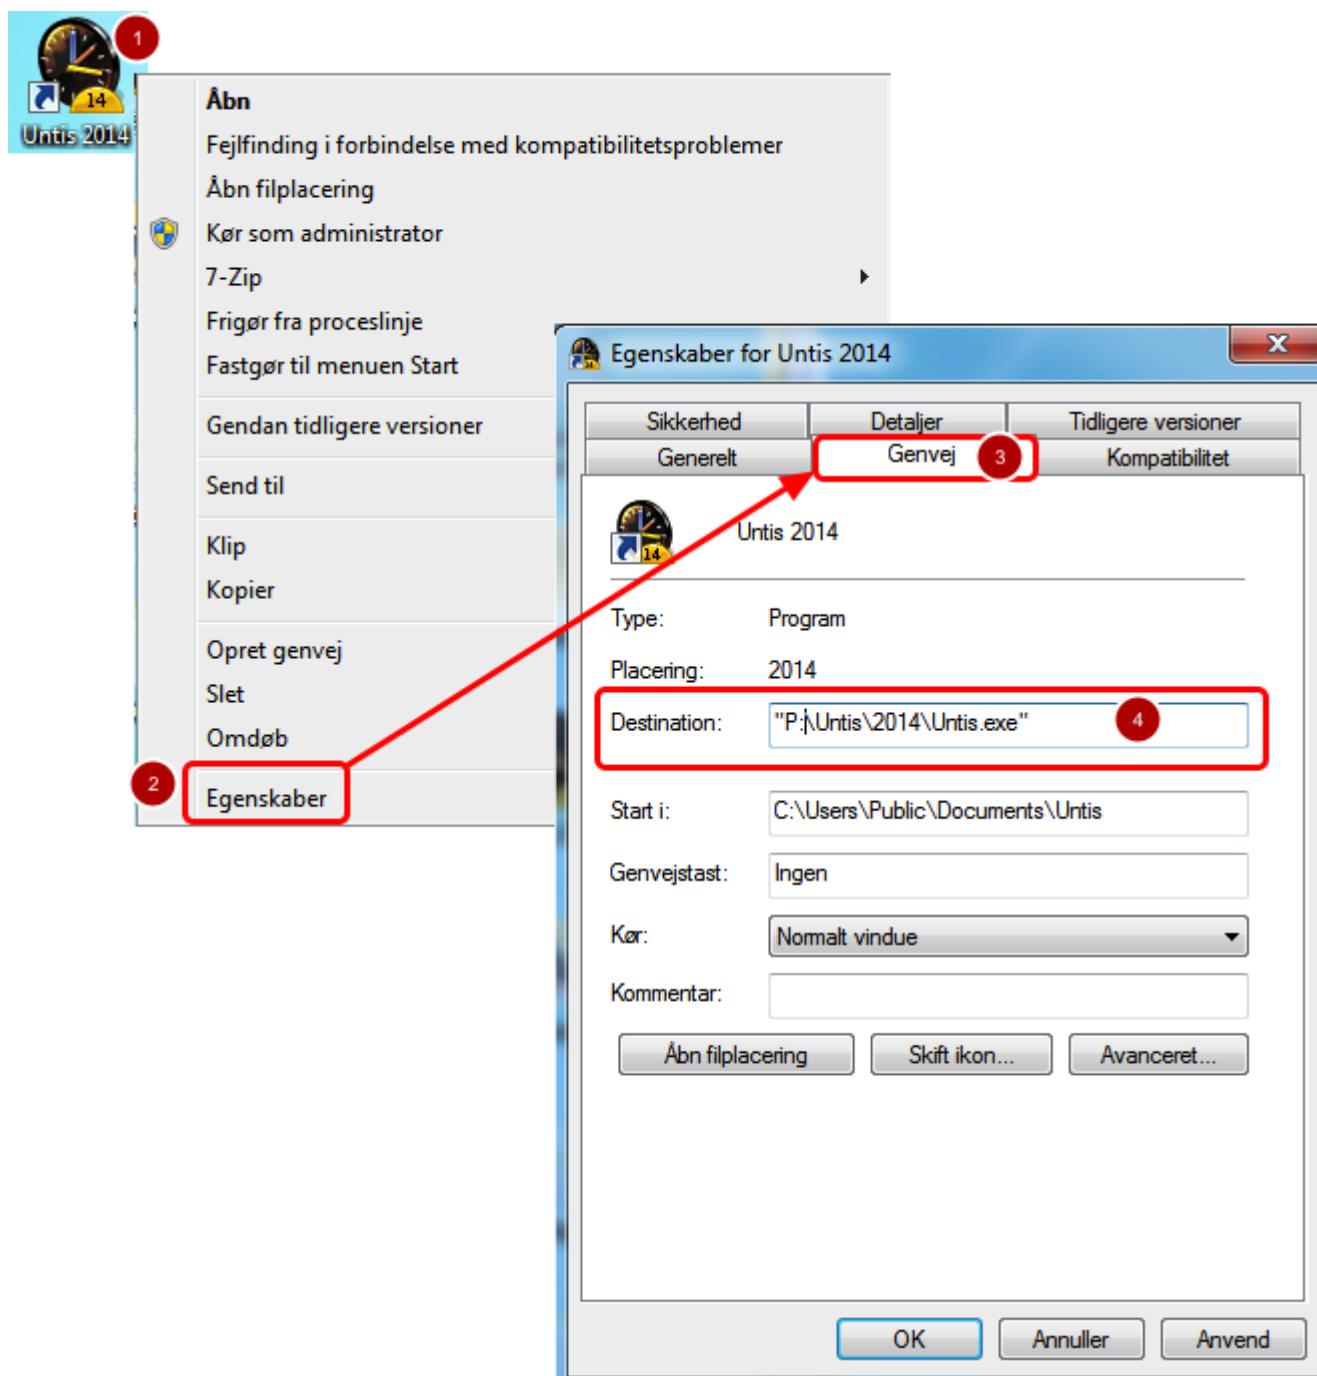 1
14
Untis 2014
Åbn
Fejlfinding i forbindelse med kompatibilitetsproblemer
Åbn filplacering
Kør som administrator
7-Zip
Frigør fra proceslinje
Fastgør til menuen Start
Gendan tidligere versioner
Send til
Klip
Kopier
Opret genvej
Slet
Omdøb
2
Egenskaber
Egenskaber for Untis 2014
Sikkerhed Detaljer Tidligere versioner
Generelt Genvej 3 Kompatibilitet
14
Untis 2014
Type: Program
Placering: 2014
Destination: "P:\Untis\2014\Untis.exe" 4
Start i: C:\Users\Public\Documents\Untis
Genvejstast: Ingen
Kør: Normalt vindue
Kommentar:
Åbn filplacering Skift ikon... Avanceret...
OK Annuller Anvend